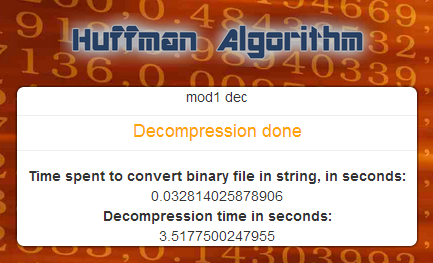 Huffman Algorithm
mod1 dec
Decompression done
Time spent to convert binary file in string, in seconds:
0.032814025878906
Decompression time in seconds:
3.5177500247955